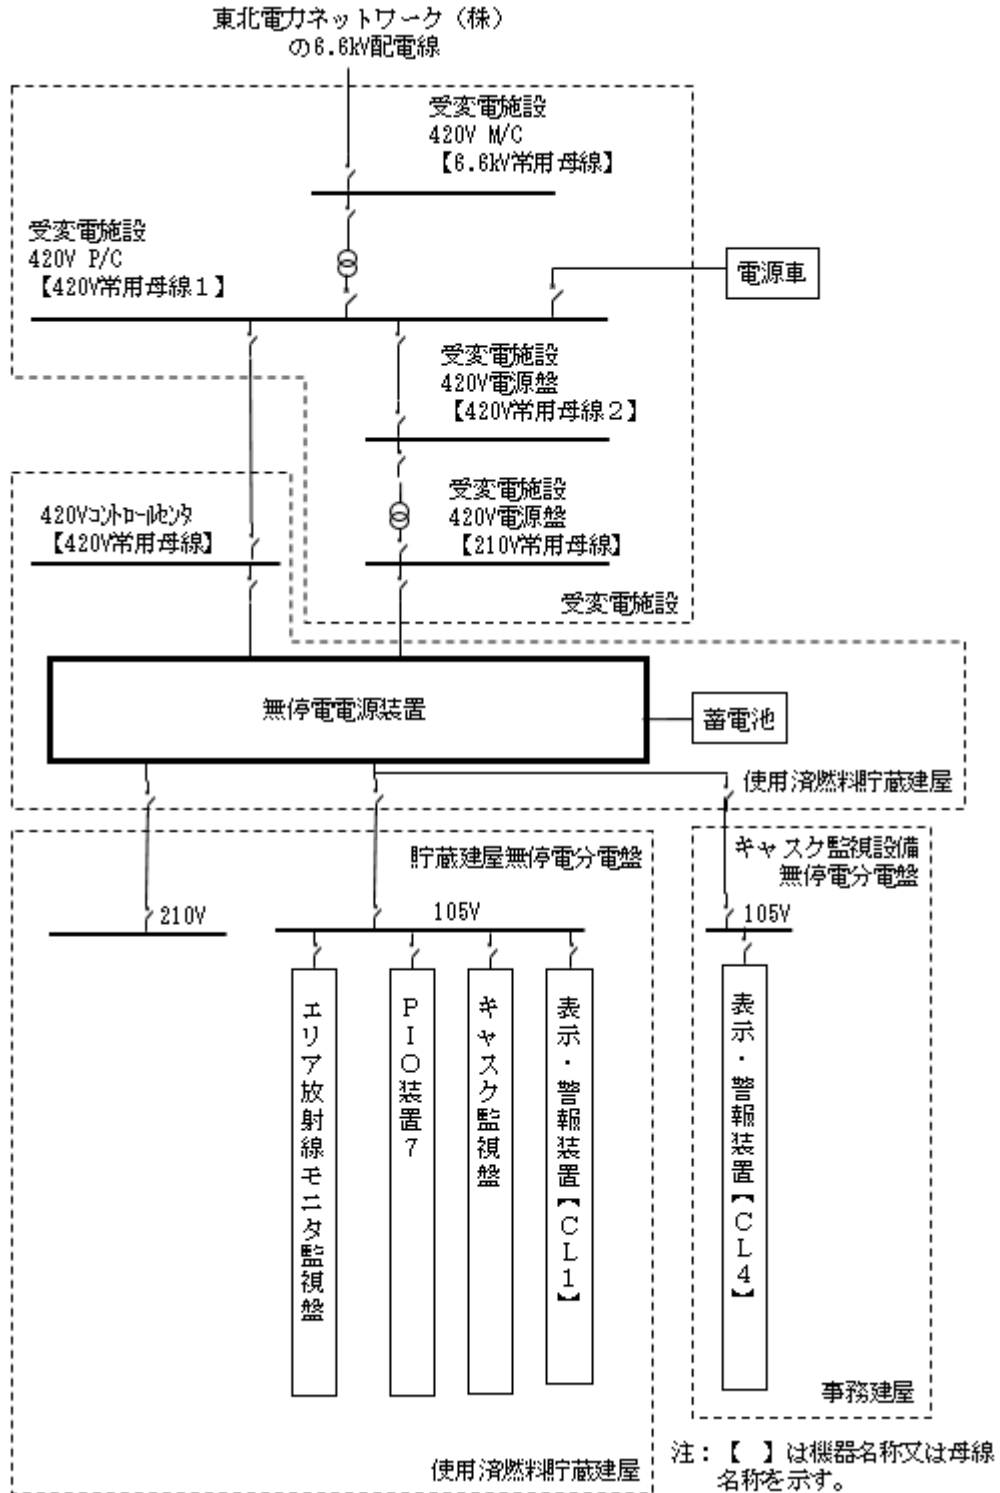 東北電力ネットワーク（株）
の6.6kV配電線
受変電施設
420V M/C
【6.6kV常用母線】
受変電施設
420V P/C
【420V常用母線１】
電源車
受変電施設
420V電源盤
【420V常用母線２】
受変電施設
420V電源盤
【210V常用母線】
420Vｺﾝﾄﾛｰﾙｾﾝﾀ
【420V常用母線】
受変電施設
無停電電源装置
蓄電池
使用済燃料貯蔵建屋
貯蔵建屋無停電分電盤
210V
105V
エリア放射線モニタ監視盤
ＰＩＯ装置７
キャスク監視盤
表示・警報装置【ＣＬ１】
使用済燃料貯蔵建屋
キャスク監視設備
無停電分電盤
105V
表示・警報装置【ＣＬ４】
事務建屋
注：【　】は機器名称又は母線
名称を示す。